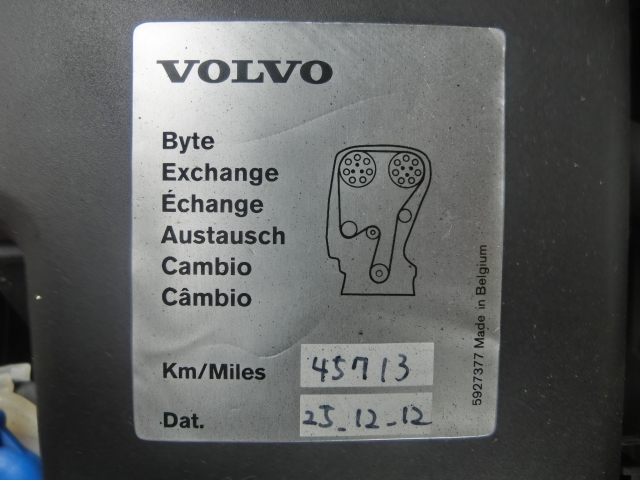 VOLVO
Byte
Exchange
Échange
Austausch
Cambio
Câmbio
Km/Miles 45713
Dat. 25_12_12
5927377 Made in Belgium